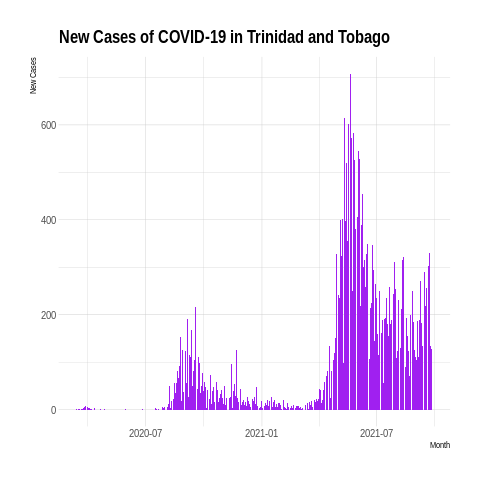 New Cases of COVID-19 in Trinidad and Tobago
New Cases
600
400
200
0
2020-07 2021-01 2021-07
Month